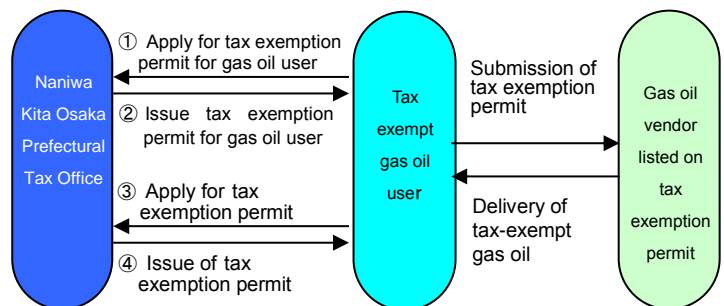 Naniwa
Kita Osaka
Prefectural
Tax Office
① Apply for tax exemption
permit for gas oil user
② Issue tax exemption
permit for gas oil user
③ Apply for tax
exemption permit
④ Issue of tax
exemption permit
Tax
exempt
gas oil
user
Submission of
tax exemption
permit
Delivery of
tax-exempt
gas oil
Gas oil
vendor
listed on
tax
exemption
permit